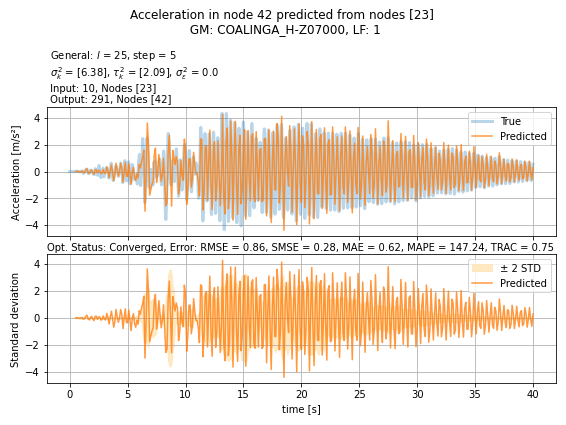 Acceleration in node 42 predicted from nodes [23]
GM: COALINGA_H-Z07000, LF: 1
General: l = 25, step = 5
σ²ₖ = [6.38], τ²ₖ = [2.09], σ²ε = 0.0
Input: 10, Nodes [23]
Output: 291, Nodes [42]
Acceleration [m/s²]
4
2
0
−2
−4
True
Predicted
Opt. Status: Converged, Error: RMSE = 0.86, SMSE = 0.28, MAE = 0.62, MAPE = 147.24, TRAC = 0.75
Standard deviation
4
2
0
−2
−4
± 2 STD
Predicted
0 5 10 15 20 25 30 35 40
time [s]